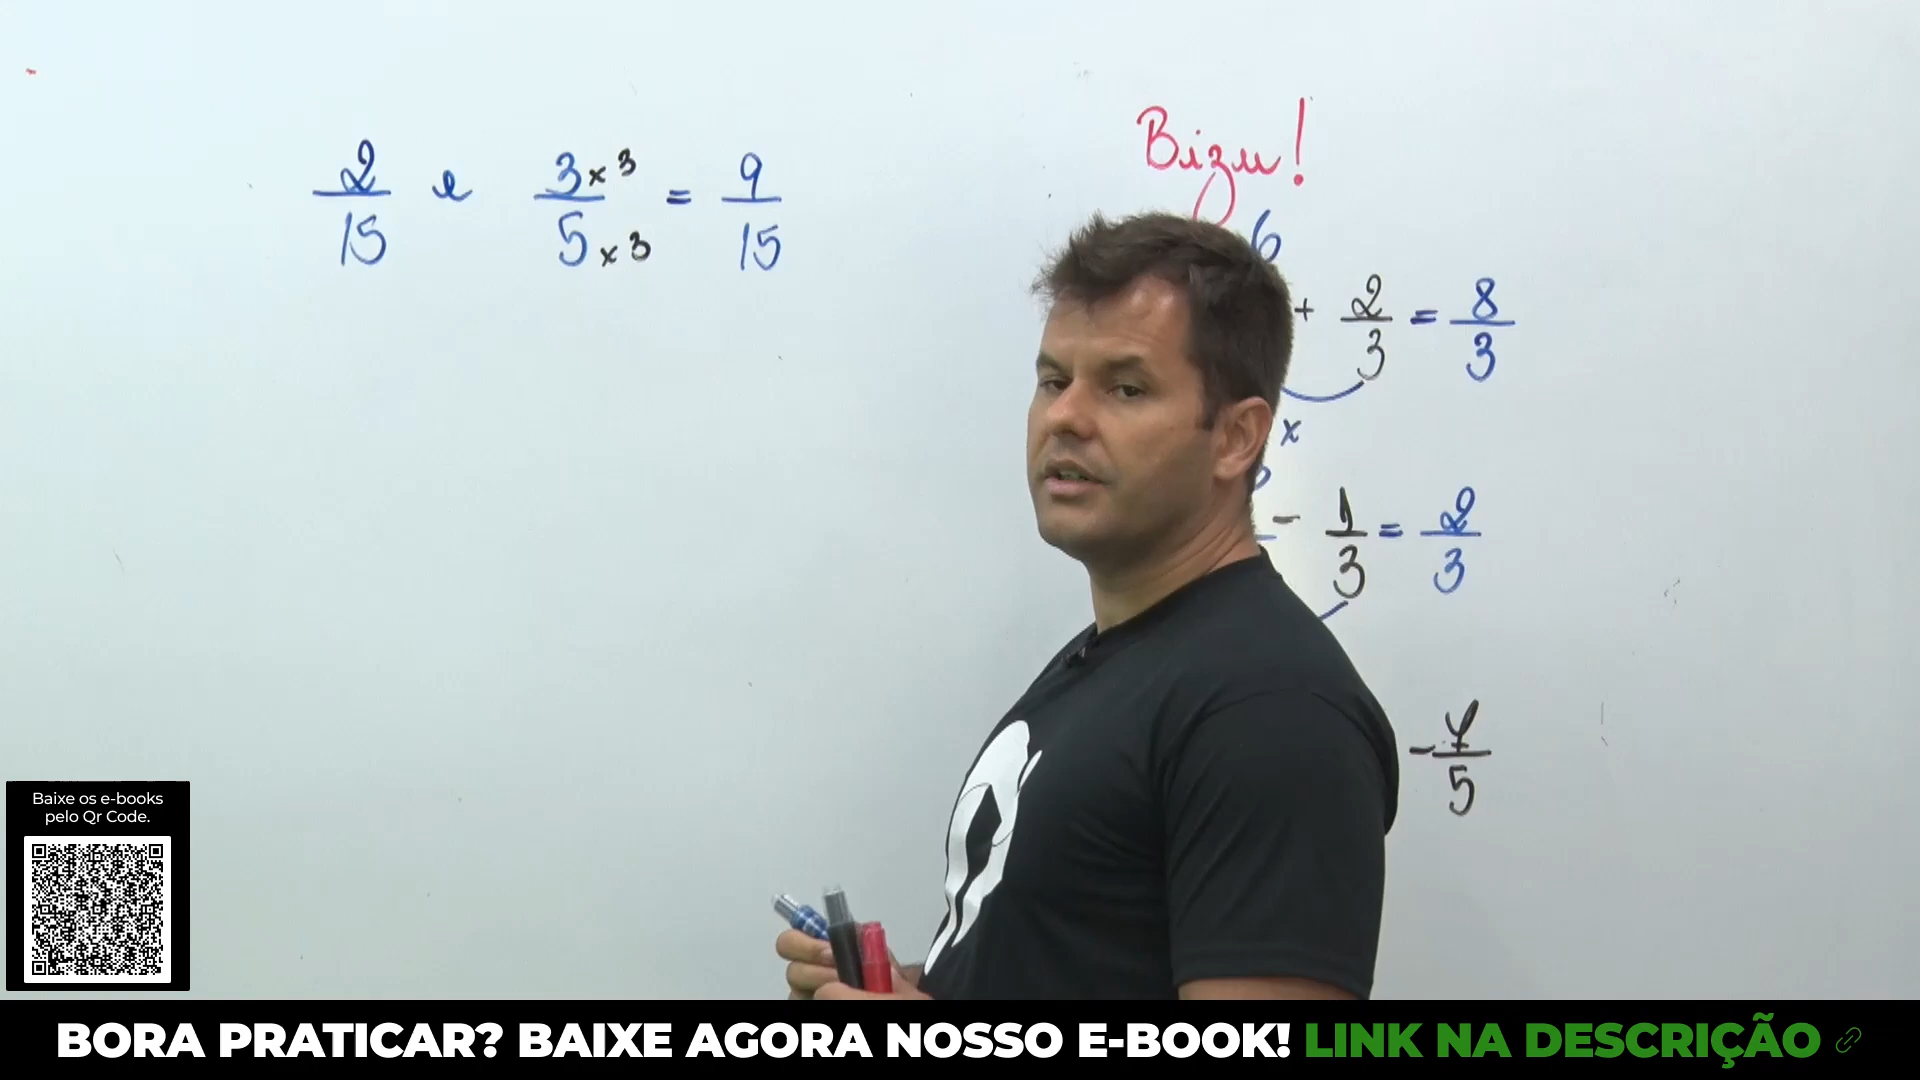 2/15 e 3 x 3/5 x 3 = 9/15
Bizu!
6
+ 2/3 = 8/3
x
- 1/3 = 2/3
Baixe os e-books
pelo Qr Code.
BORA PRATICAR? BAIXE AGORA NOSSO E-BOOK! LINK NA DESCRIÇÃO